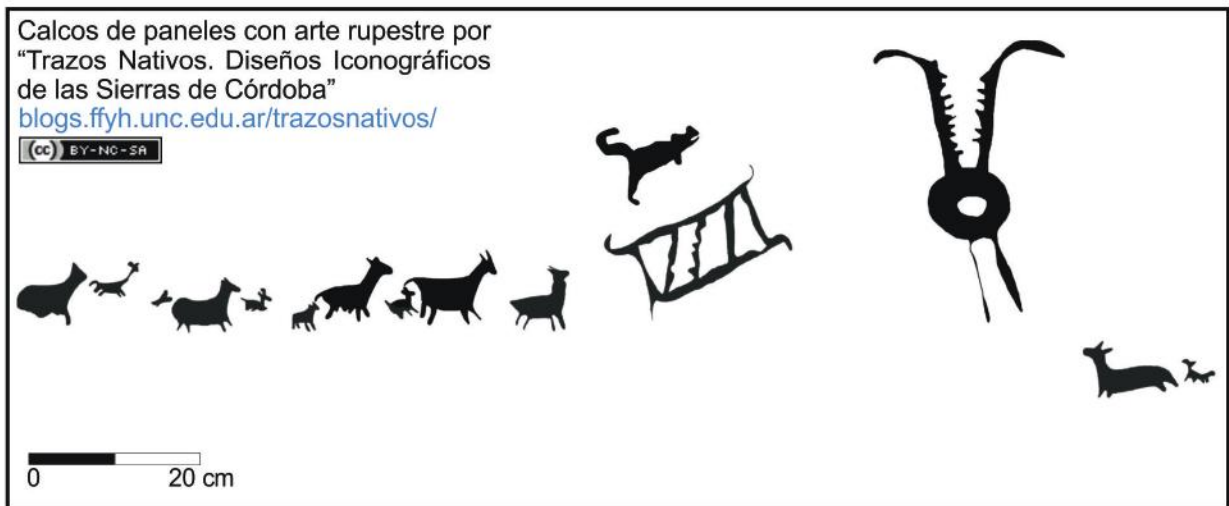 Calcos de paneles con arte rupestre por
“Trazos Nativos. Diseños Iconográficos
de las Sierras de Córdoba”
blogs.ffyh.unc.edu.ar/trazosnativos/
(cc) BY-NC-SA
0 20 cm